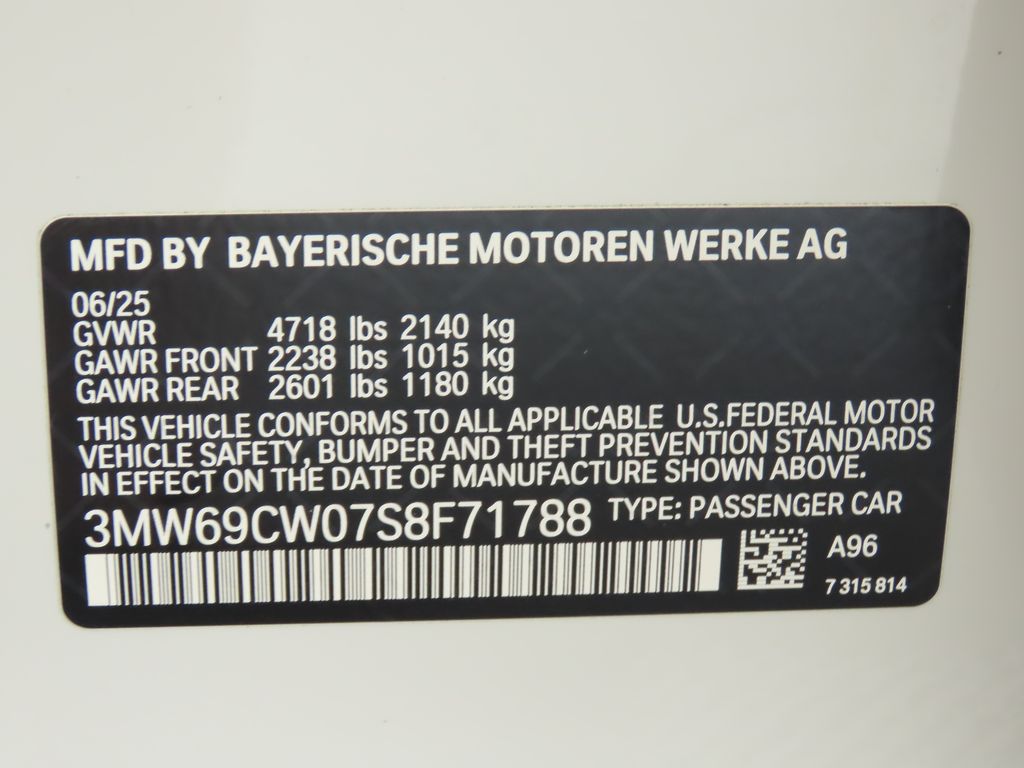 MFD BY BAYERISCHE MOTOREN WERKE AG
06/25
GVWR 4718 lbs 2140 kg
GAWR FRONT 2238 lbs 1015 kg
GAWR REAR 2601 lbs 1180 kg
THIS VEHICLE CONFORMS TO ALL APPLICABLE U.S.FEDERAL MOTOR
VEHICLE SAFETY, BUMPER AND THEFT PREVENTION STANDARDS
IN EFFECT ON THE DATE OF MANUFACTURE SHOWN ABOVE.
3MW69CW07S8F71788 TYPE: PASSENGER CAR
A96
7 315 814